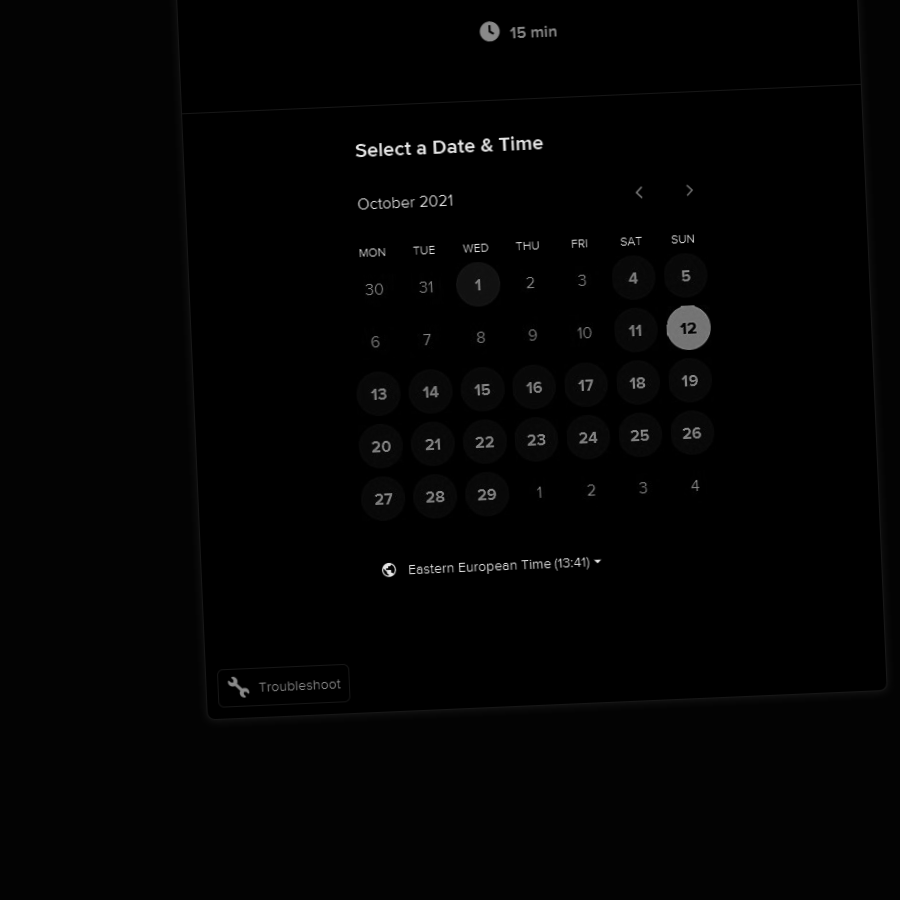 15 min
Select a Date & Time
October 2021
MON TUE WED THU FRI SAT SUN
30 31 1 2 3 4 5
6 7 8 9 10 11 12
13 14 15 16 17 18 19
20 21 22 23 24 25 26
27 28 29 1 2 3 4
Eastern European Time (13:41)
Troubleshoot